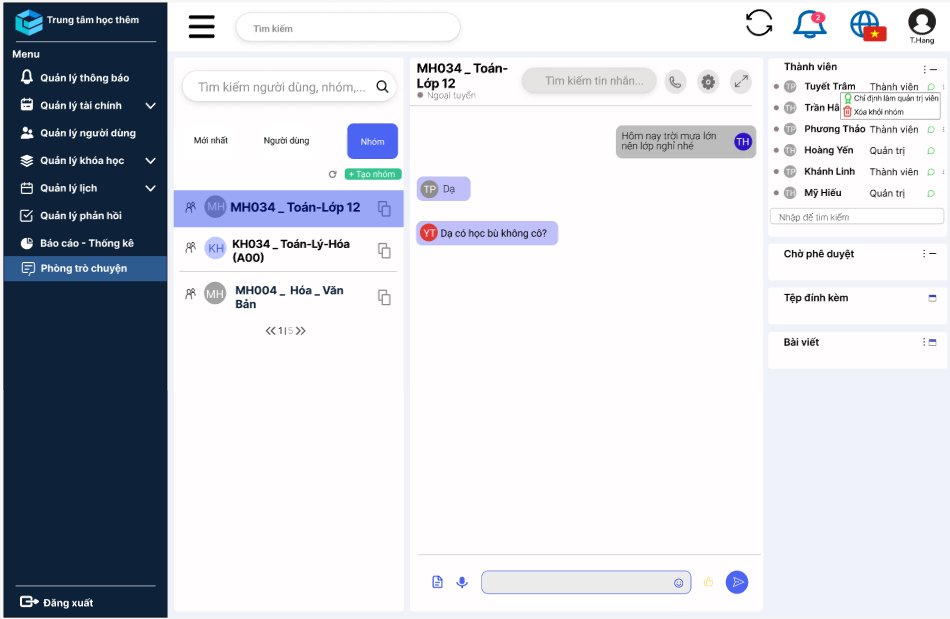 Trung tâm học thêm
Menu
Quản lý thông báo
Quản lý tài chính
Quản lý người dùng
Quản lý khóa học
Quản lý lịch
Quản lý phản hồi
Báo cáo - Thống kê
Phòng trò chuyện
Đăng xuất
Tìm kiếm
2
T.Hang
Tìm kiếm người dùng, nhóm,...
Mới nhất
Người dùng
Nhóm
+ Tạo nhóm
MH
MH034 _ Toán-Lớp 12
KH
KH034 _ Toán-Lý-Hóa
(A00)
MH
MH004 _ Hóa _ Văn
Bản
1|5
MH034 _ Toán-
Lớp 12
Ngoại tuyến
Tìm kiếm tin nhắn...
Hôm nay trời mưa lớn
nên lớp nghỉ nhé
TH
TP Dạ
YT Dạ có học bù không cô?
Thành viên
TP Tuyết Trâm Thành viên
Chỉ định làm quản trị viên
TH Trần Hâ
Xóa khỏi nhóm
TP Phương Thảo Thành viên
TH Hoàng Yến Quản trị
TP Khánh Linh Thành viên
TH Mỹ Hiếu Quản trị
Nhập để tìm kiếm
Chờ phê duyệt
Tệp đính kèm
Bài viết